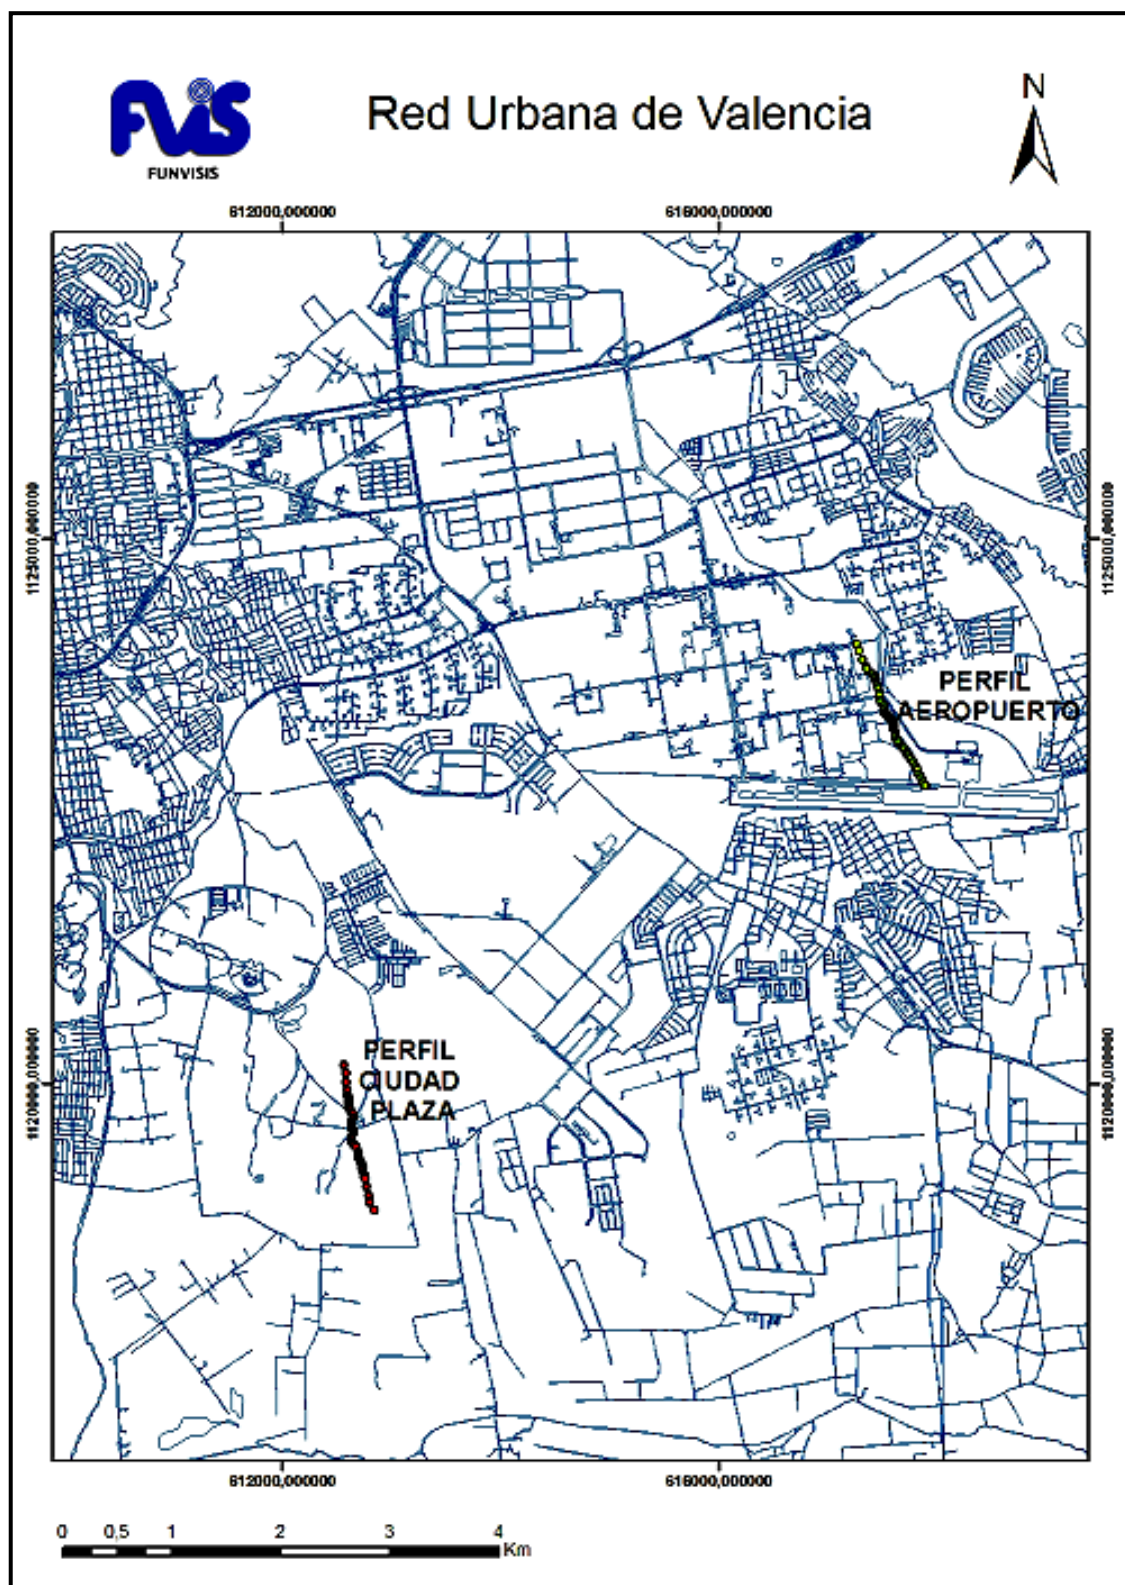 FViS
FUNVISIS
Red Urbana de Valencia
N
612000,000000
616000,000000
1125000,000000
1125000,000000
PERFIL
AEROPUERTO
PERFIL
CIUDAD
PLAZA
1120000,000000
1120000,000000
612000,000000
616000,000000
0 0,5 1 2 3 4
Km